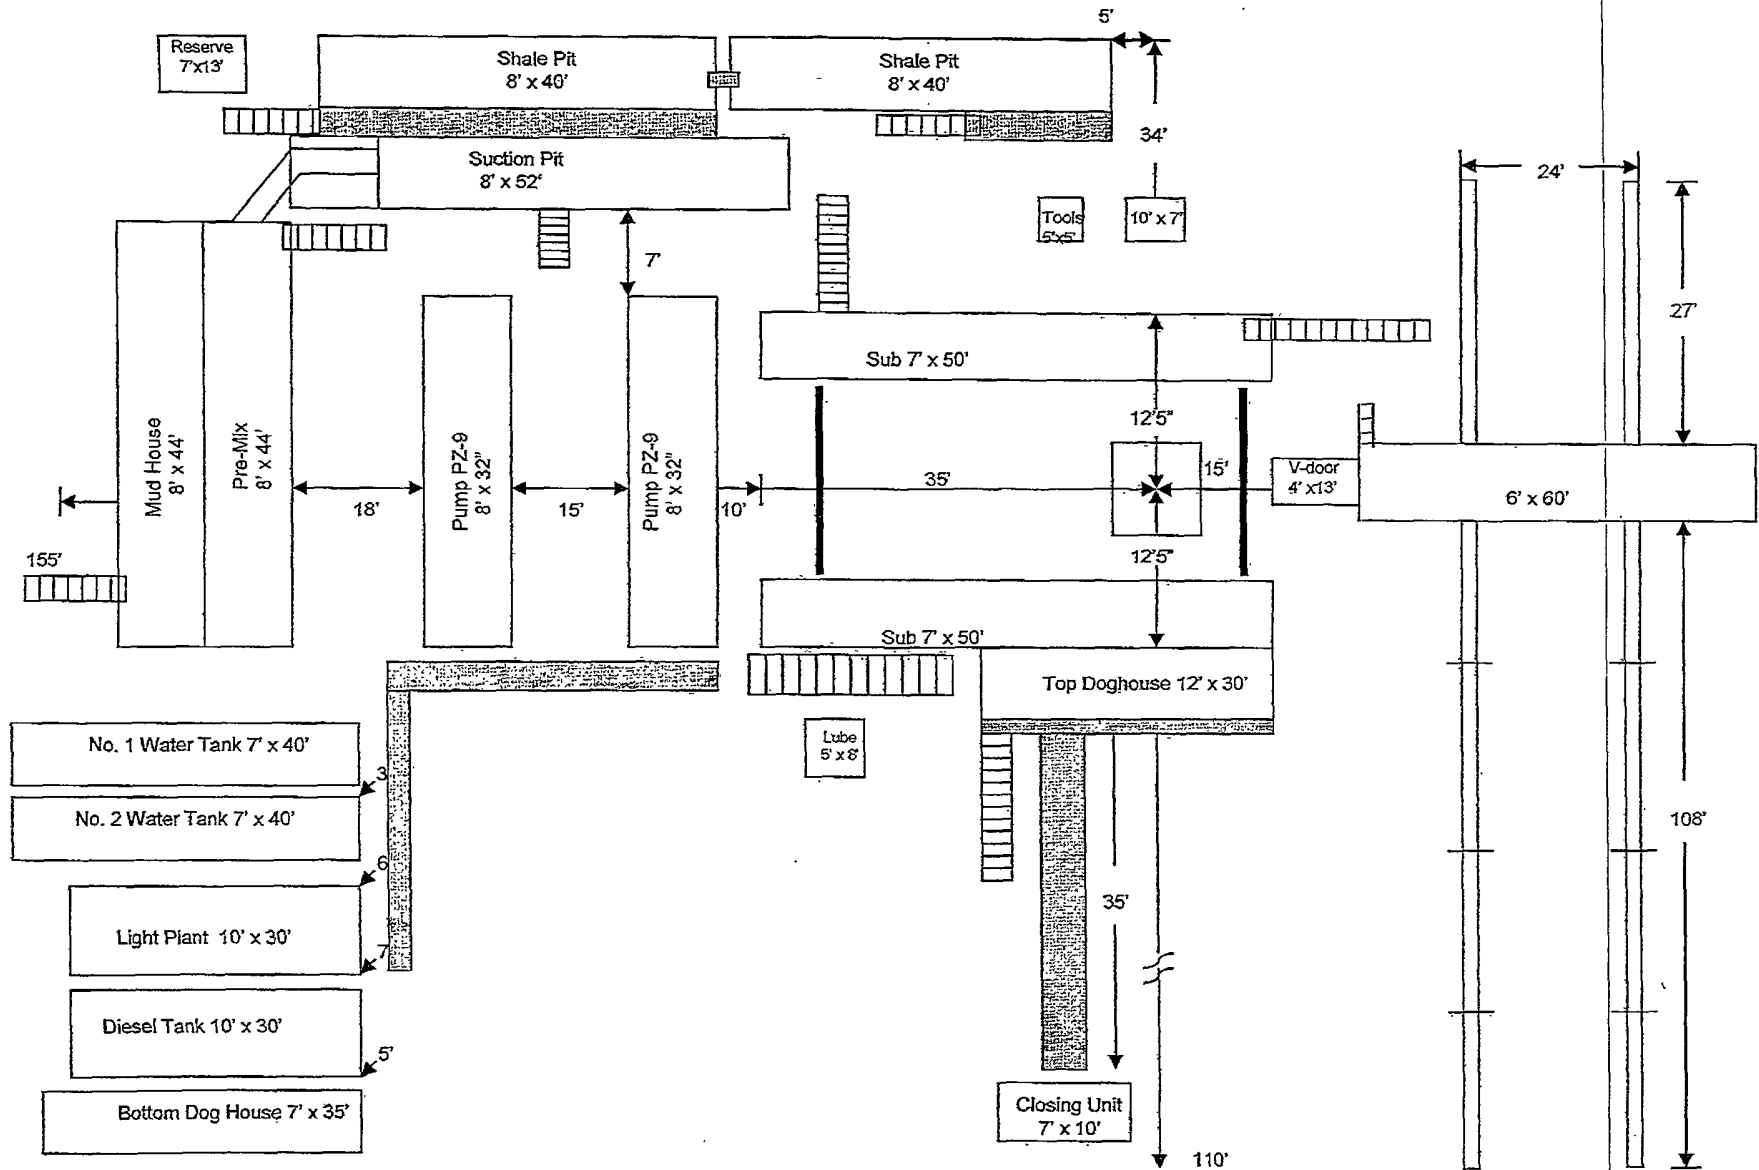 5'
Reserve
7'x13'
Shale Pit
8' x 40'
Shale Pit
8' x 40'
34'
Suction Pit
8' x 52'
24'
Tools
5'x5'
10' x 7'
7'
27'
Sub 7' x 50'
12'5"
Mud House
8' x 44'
Pre-Mix
8' x 44'
Pump PZ-9
8' x 32"
Pump PZ-9
8' x 32"
V-door
4' x13'
15'
35'
6' x 60'
18'
15'
10'
155'
12'5"
Sub 7' x 50'
Top Doghouse 12' x 30'
Lube
5' x 8'
No. 1 Water Tank 7' x 40'
3'
No. 2 Water Tank 7' x 40'
108'
6'
35'
Light Plant 10' x 30'
7'
Diesel Tank 10' x 30'
5'
Bottom Dog House 7' x 35'
Closing Unit
7' x 10'
110'